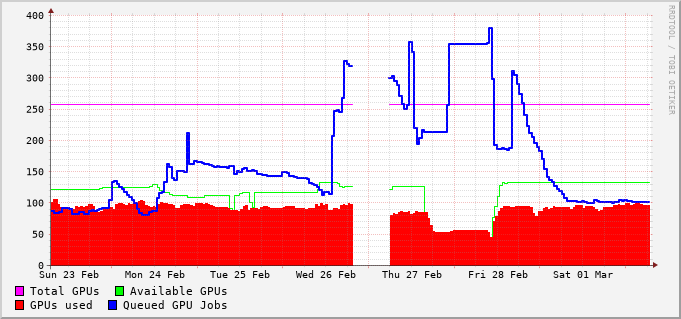 400
350
300
250
200
150
100
50
0
Sun 23 Feb Mon 24 Feb Tue 25 Feb Wed 26 Feb Thu 27 Feb Fri 28 Feb Sat 01 Mar
Total GPUs Available GPUs
GPUs used Queued GPU Jobs
RRDTOOL / TOBI OETIKER